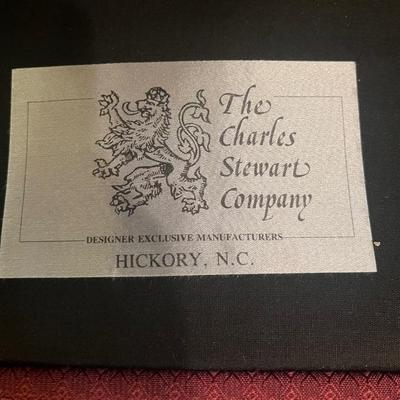 The
Charles
Stewart
Company
DESIGNER EXCLUSIVE MANUFACTURERS
HICKORY, N.C.